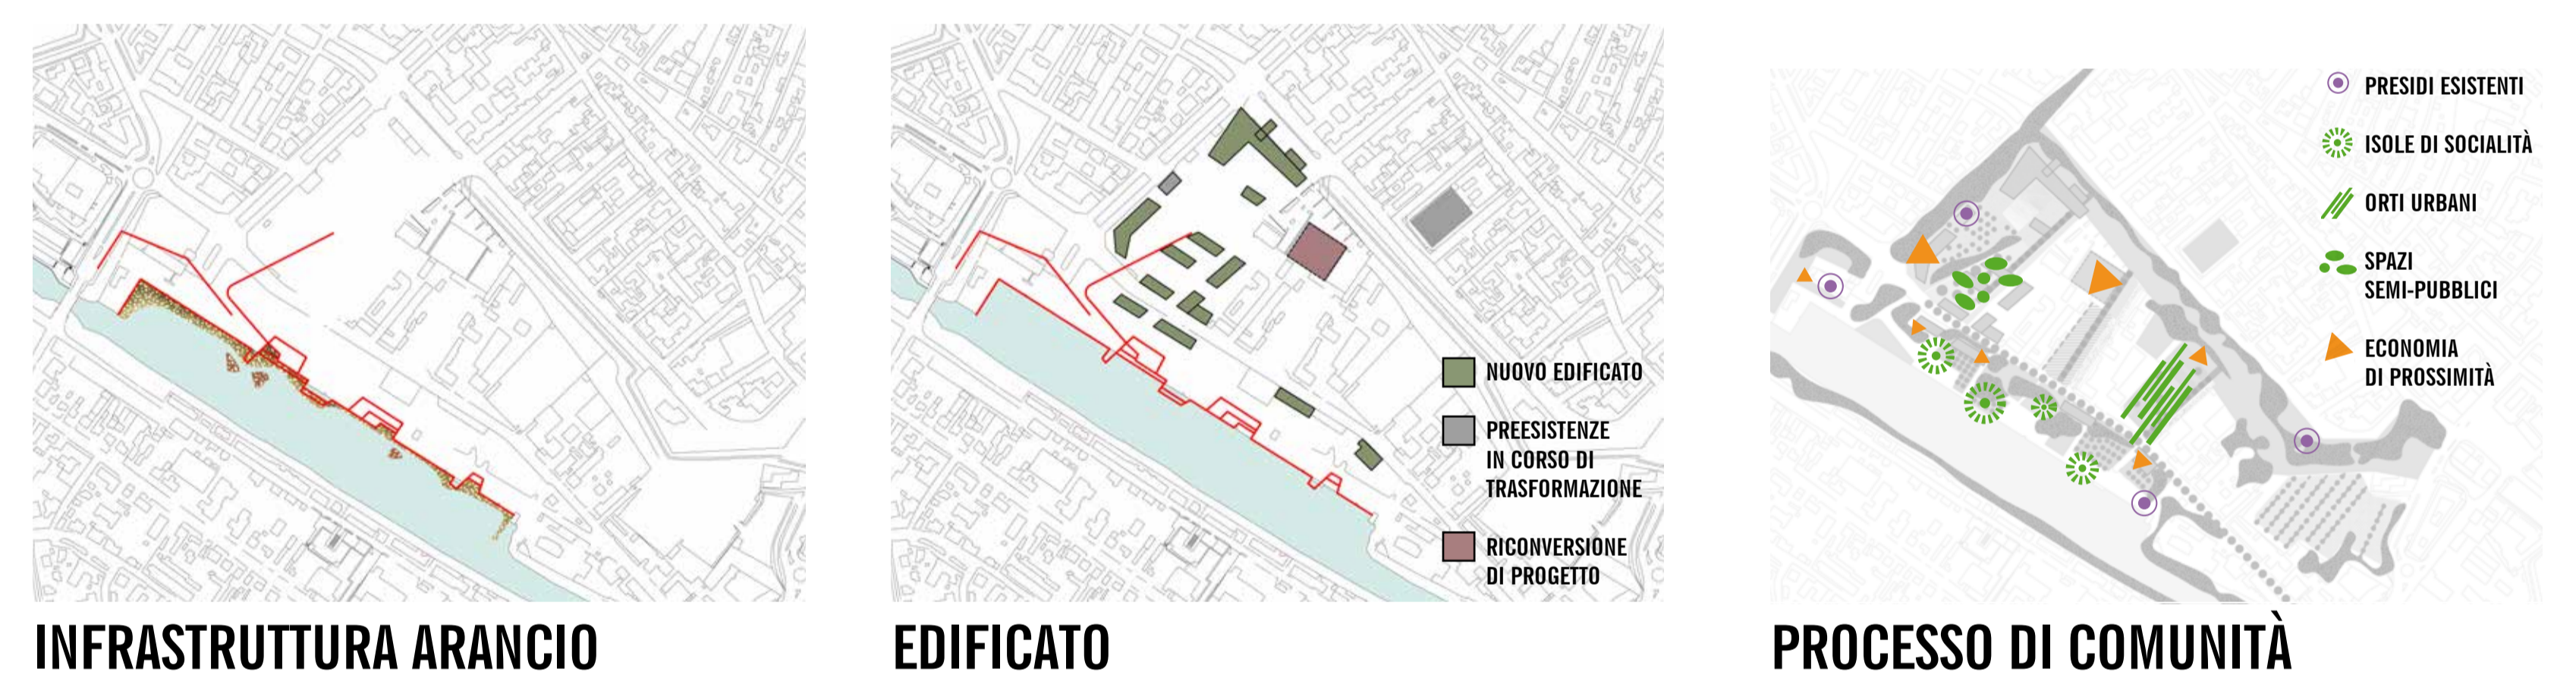 NUOVO EDIFICATO
PREESISTENZE
IN CORSO DI
TRASFORMAZIONE
RICONVERSIONE
DI PROGETTO
PRESIDI ESISTENTI
ISOLE DI SOCIALITÀ
ORTI URBANI
SPAZI
SEMI-PUBBLICI
ECONOMIA
DI PROSSIMITÀ
INFRASTRUTTURA ARANCIO
EDIFICATO
PROCESSO DI COMUNITÀ